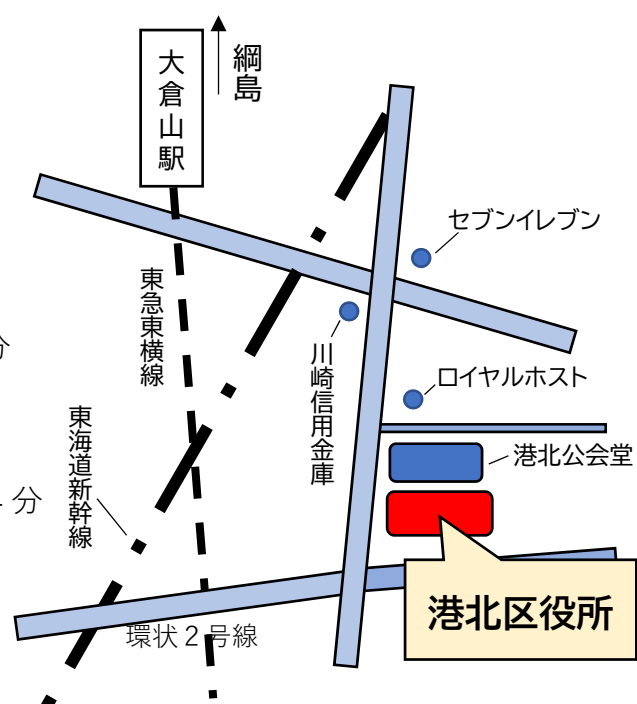 大倉山駅
綱島
セブンイレブン
東急東横線
分
川崎信用金庫
ロイヤルホスト
東海道新幹線
港北公会堂
分
港北区役所
環状２号線